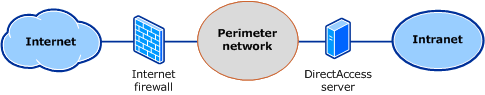 Internet
Internet
firewall
Perimeter
network
DirectAccess
server
Intranet